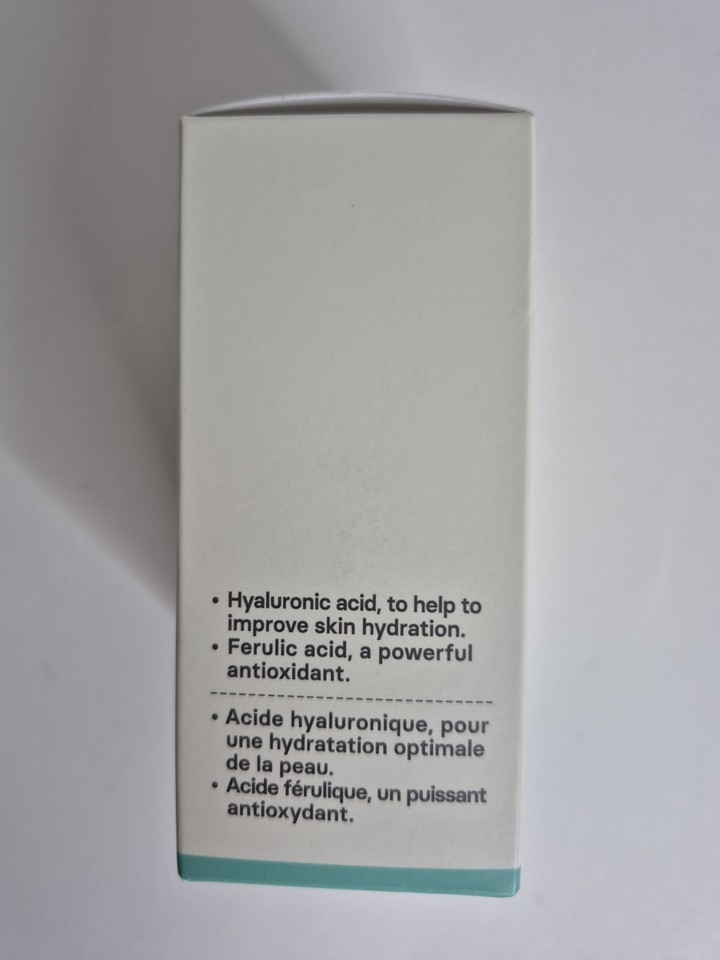 • Hyaluronic acid, to help to
improve skin hydration.
• Ferulic acid, a powerful
antioxidant.
• Acide hyaluronique, pour
une hydratation optimale
de la peau.
• Acide férulique, un puissant
antioxydant.